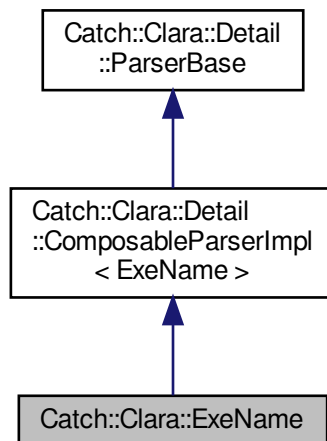 Catch::Clara::Detail
::ParserBase
Catch::Clara::Detail
::ComposableParserImpl
< ExeName >
Catch::Clara::ExeName